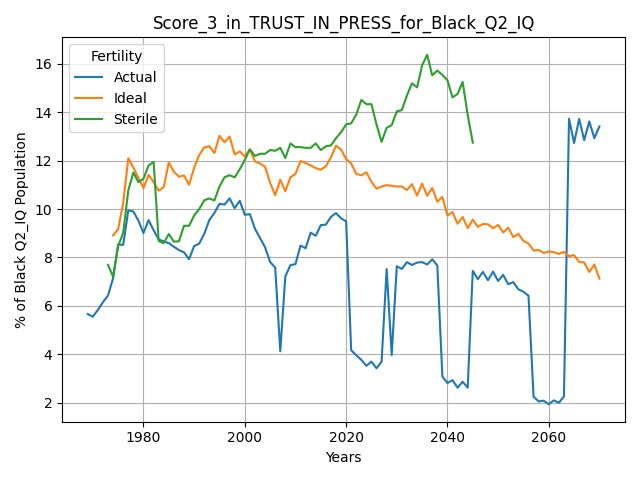 Score_3_in_TRUST_IN_PRESS_for_Black_Q2_IQ
Fertility
Actual
Ideal
Sterile
% of Black Q2_IQ Population
16
14
12
10
8
6
4
2
1980
2000
2020
2040
2060
Years